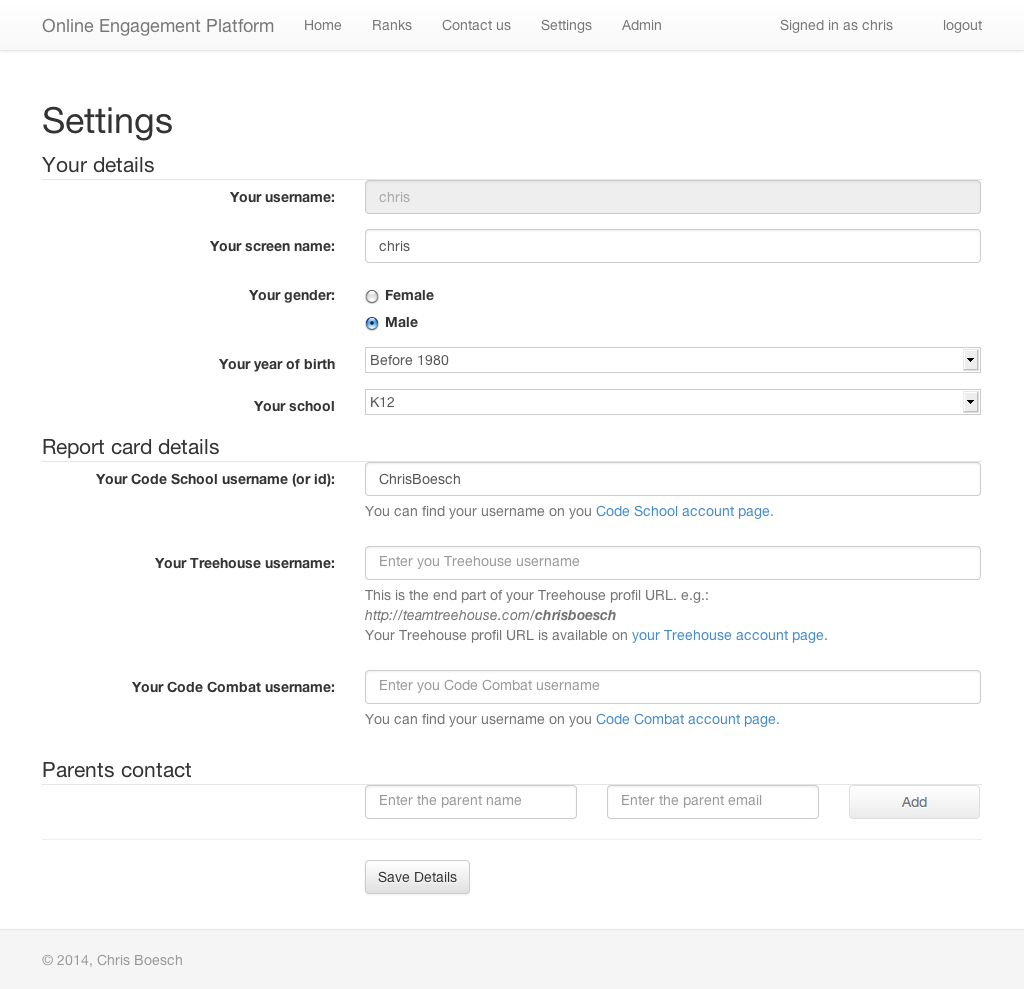 Online Engagement Platform Home Ranks Contact us Settings Admin Signed in as chris logout
Settings
Your details
Your username: chris
Your screen name: chris
Your gender: Female
Male
Your year of birth Before 1980
Your school K12
Report card details
Your Code School username (or id): ChrisBoesch
You can find your username on you Code School account page.
Your Treehouse username: Enter you Treehouse username
This is the end part of your Treehouse profil URL. e.g.:
http://teamtreehouse.com/chrisboesch
Your Treehouse profil URL is available on your Treehouse account page.
Your Code Combat username: Enter you Code Combat username
You can find your username on you Code Combat account page.
Parents contact
Enter the parent name Enter the parent email Add
Save Details
© 2014, Chris Boesch